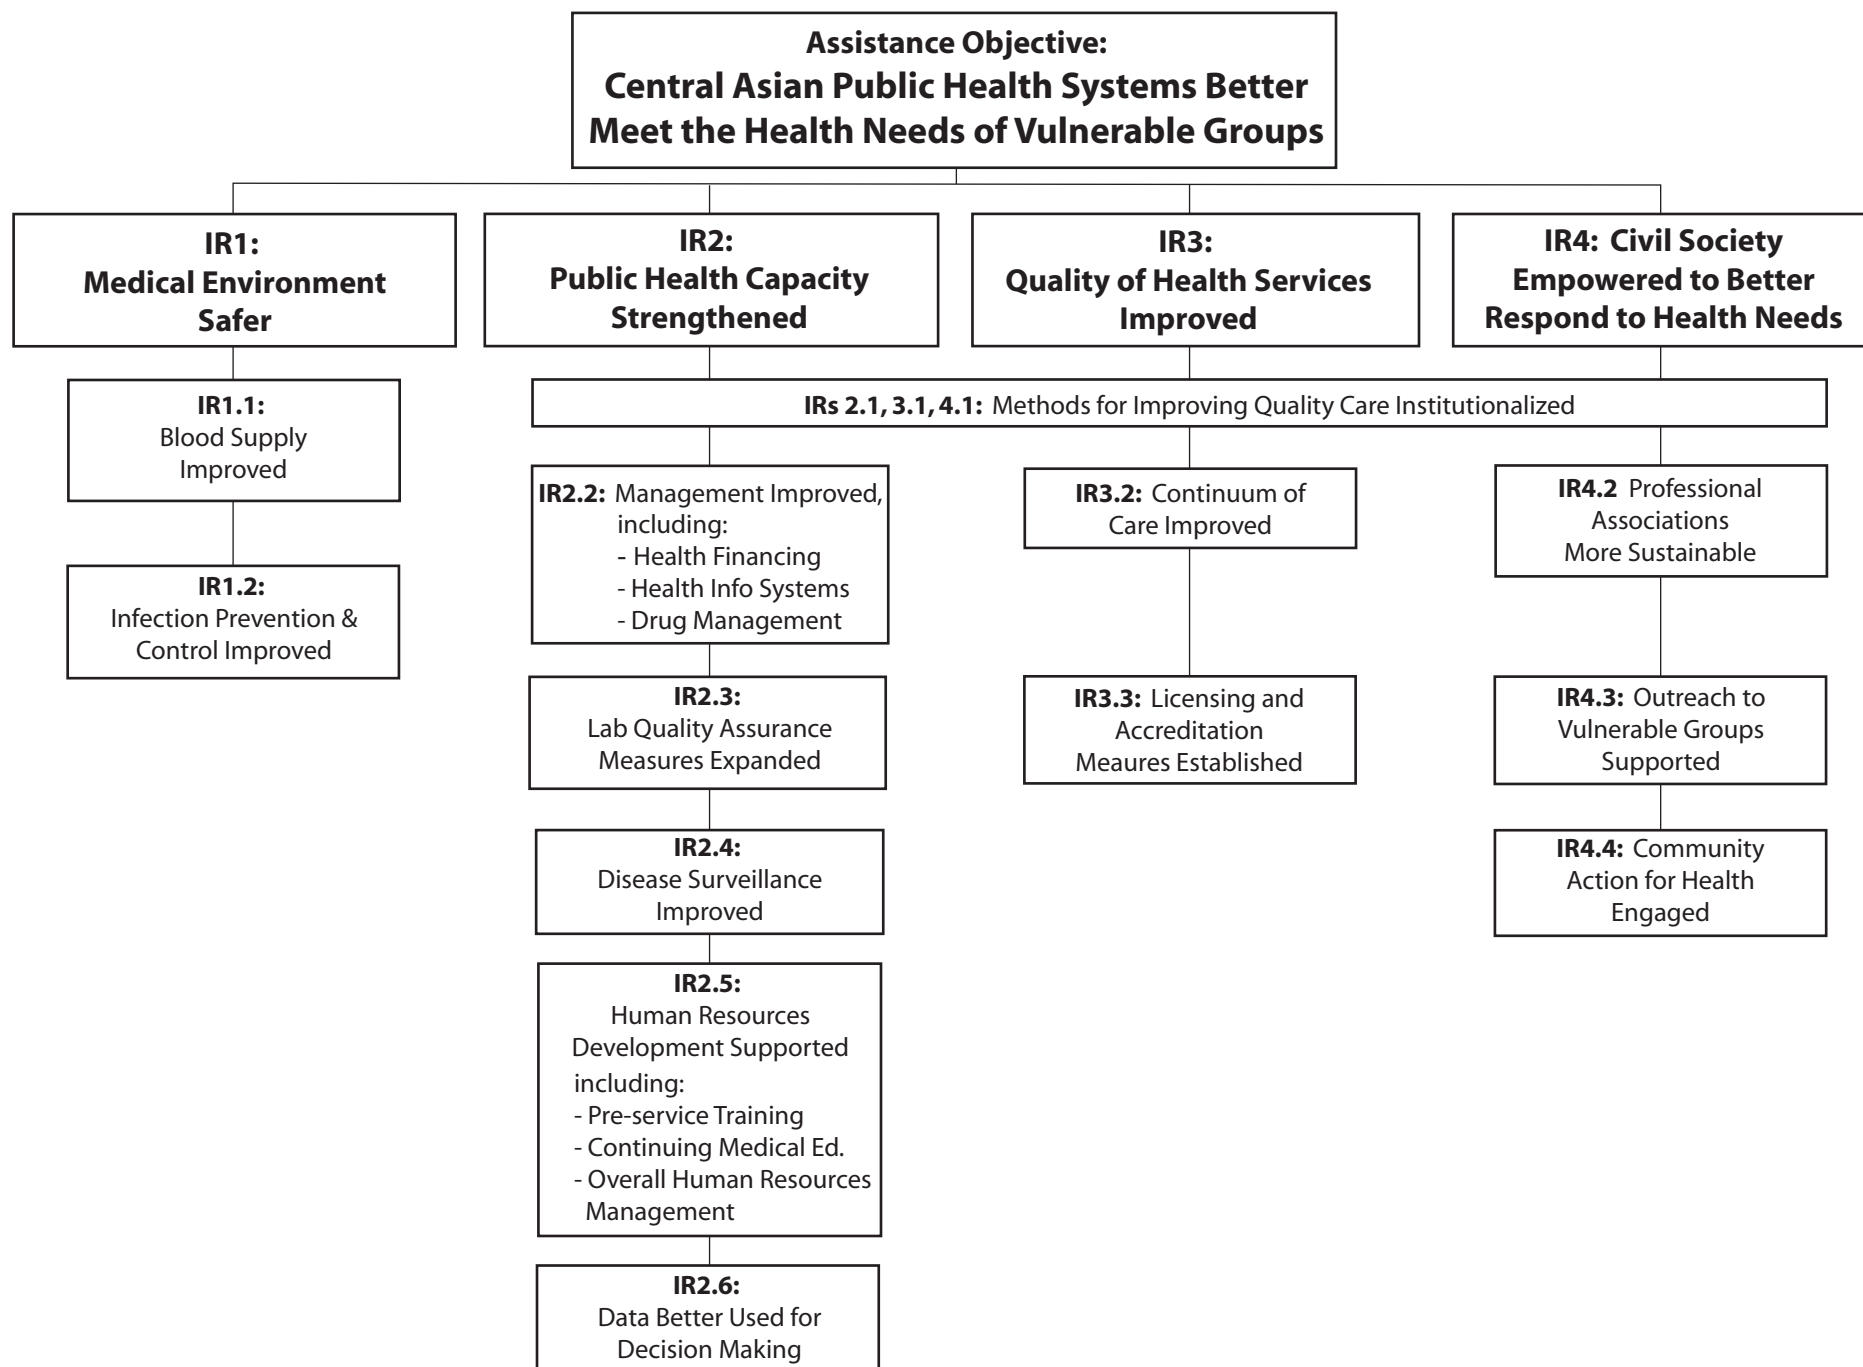 Assistance Objective:
Central Asian Public Health Systems Better
Meet the Health Needs of Vulnerable Groups
IR1:
Medical Environment
Safer
IR2:
Public Health Capacity
Strengthened
IR3:
Quality of Health Services
Improved
IR4: Civil Society
Empowered to Better
Respond to Health Needs
IRs 2.1, 3.1, 4.1: Methods for Improving Quality Care Institutionalized
IR1.1:
Blood Supply
Improved
IR1.2:
Infection Prevention &
Control Improved
IR2.2: Management Improved,
including:
- Health Financing
- Health Info Systems
- Drug Management
IR2.3:
Lab Quality Assurance
Measures Expanded
IR2.4:
Disease Surveillance
Improved
IR2.5:
Human Resources
Development Supported
including:
- Pre-service Training
- Continuing Medical Ed.
- Overall Human Resources
Management
IR2.6:
Data Better Used for
Decision Making
IR3.2: Continuum of
Care Improved
IR3.3: Licensing and
Accreditation
Meaures Established
IR4.2 Professional
Associations
More Sustainable
IR4.3: Outreach to
Vulnerable Groups
Supported
IR4.4: Community
Action for Health
Engaged